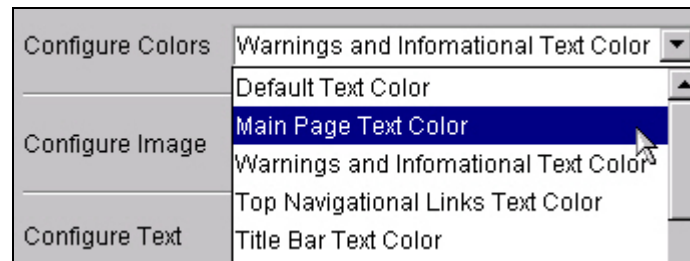 Configure Colors Warnings and Infomational Text Color
Default Text Color
Main Page Text Color
Configure Image
Warnings and Infomational Text Color
Top Navigational Links Text Color
Configure Text
Title Bar Text Color